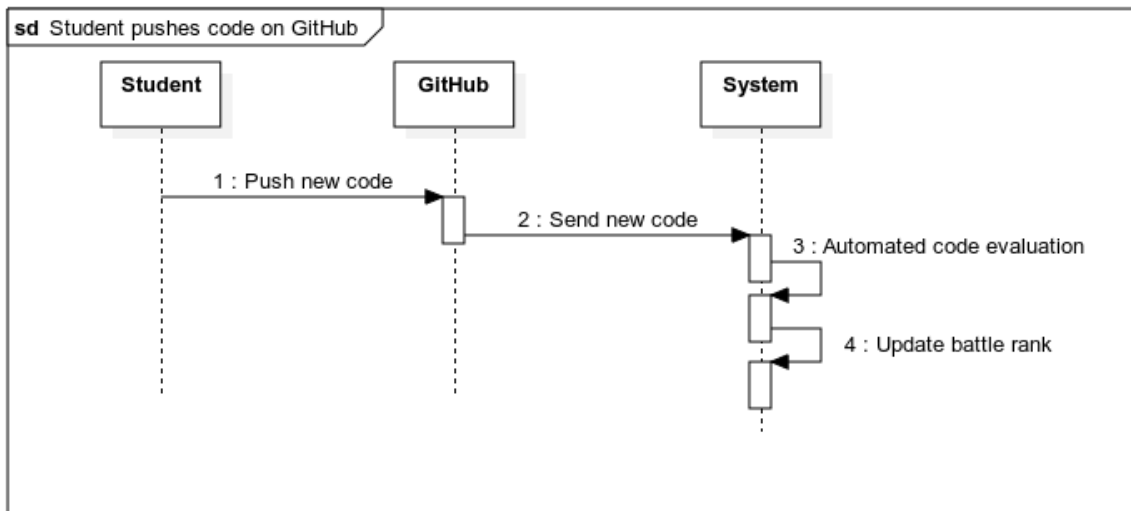 sd Student pushes code on GitHub
Student
GitHub
System
1 : Push new code
2 : Send new code
3 : Automated code evaluation
4 : Update battle rank